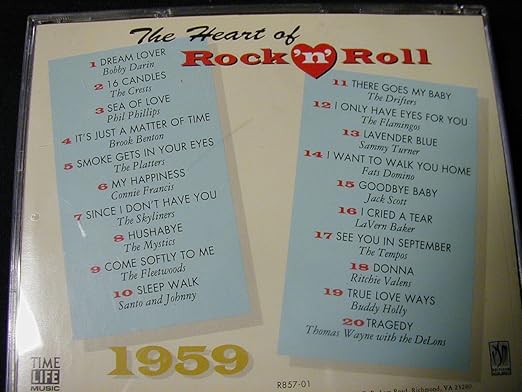 The Heart of
Rock 'n' Roll
1 DREAM LOVER
Bobby Darin
2 16 CANDLES
The Crests
3 SEA OF LOVE
Phil Phillips
4 IT'S JUST A MATTER OF TIME
Brook Benton
5 SMOKE GETS IN YOUR EYES
The Platters
6 MY HAPPINESS
Connie Francis
7 SINCE I DON'T HAVE YOU
The Skyliners
8 HUSHABYE
The Mystics
9 COME SOFTLY TO ME
The Fleetwoods
10 SLEEP WALK
Santo and Johnny
11 THERE GOES MY BABY
The Drifters
12 I ONLY HAVE EYES FOR YOU
The Flamingos
13 LAVENDER BLUE
Sammy Turner
14 I WANT TO WALK YOU HOME
Fats Domino
15 GOODBYE BABY
Jack Scott
16 I CRIED A TEAR
LaVern Baker
17 SEE YOU IN SEPTEMBER
The Tempos
18 DONNA
Ritchie Valens
19 TRUE LOVE WAYS
Buddy Holly
20 TRAGEDY
Thomas Wayne with the DeLons
TIME
LIFE
MUSIC
1959
R857-01
Road, Richmond, VA 23280